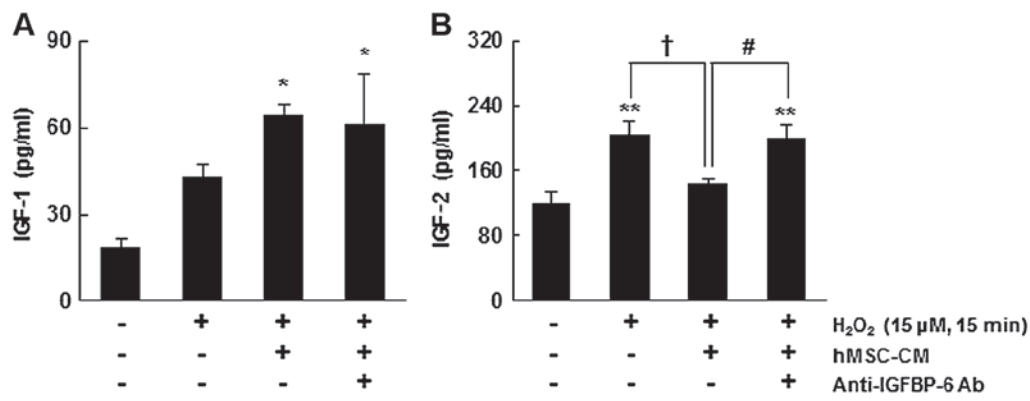 A
IGF-1 (pg/ml)
90
60
30
0
*
*
- + + +
- - + +
- - - +
B
IGF-2 (pg/ml)
320
240
160
80
0
† #
** **
- + + + H₂O₂ (15 µM, 15 min)
- - + + hMSC-CM
- - - + Anti-IGFBP-6 Ab